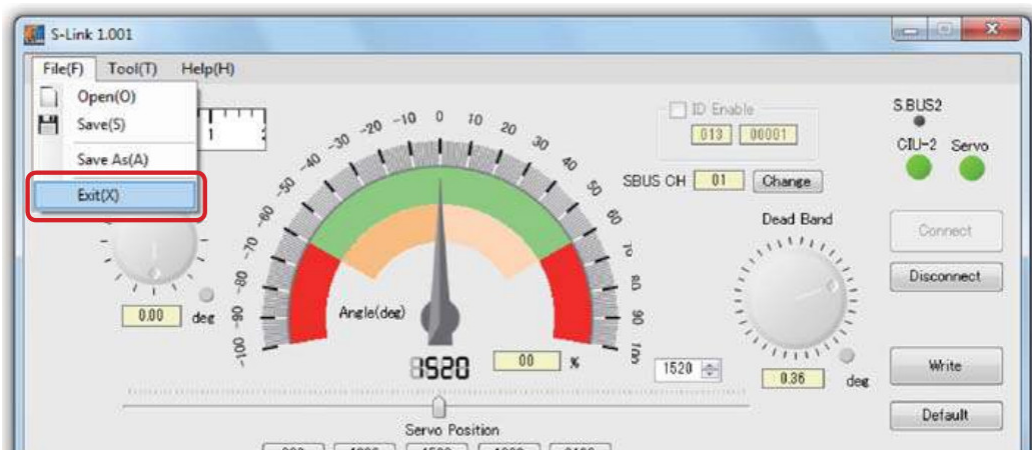 S-Link 1.001
File(F) Tool(T) Help(H)
Open(O)
Save(S)
Save As(A)
Exit(X)
1
-100 -90 -80 -70 -60 -50 -40 -30 -20 -10 0 10 20 30 40 50 60 70 80 90 100
Angle(deg)
1520
00 %
1520
0.00 deg
ID Enable
013 00001
SBUS CH 01 Change
Dead Band
0.36 deg
S.BUS2
CIU-2 Servo
Connect
Disconnect
Write
Default
Servo Position